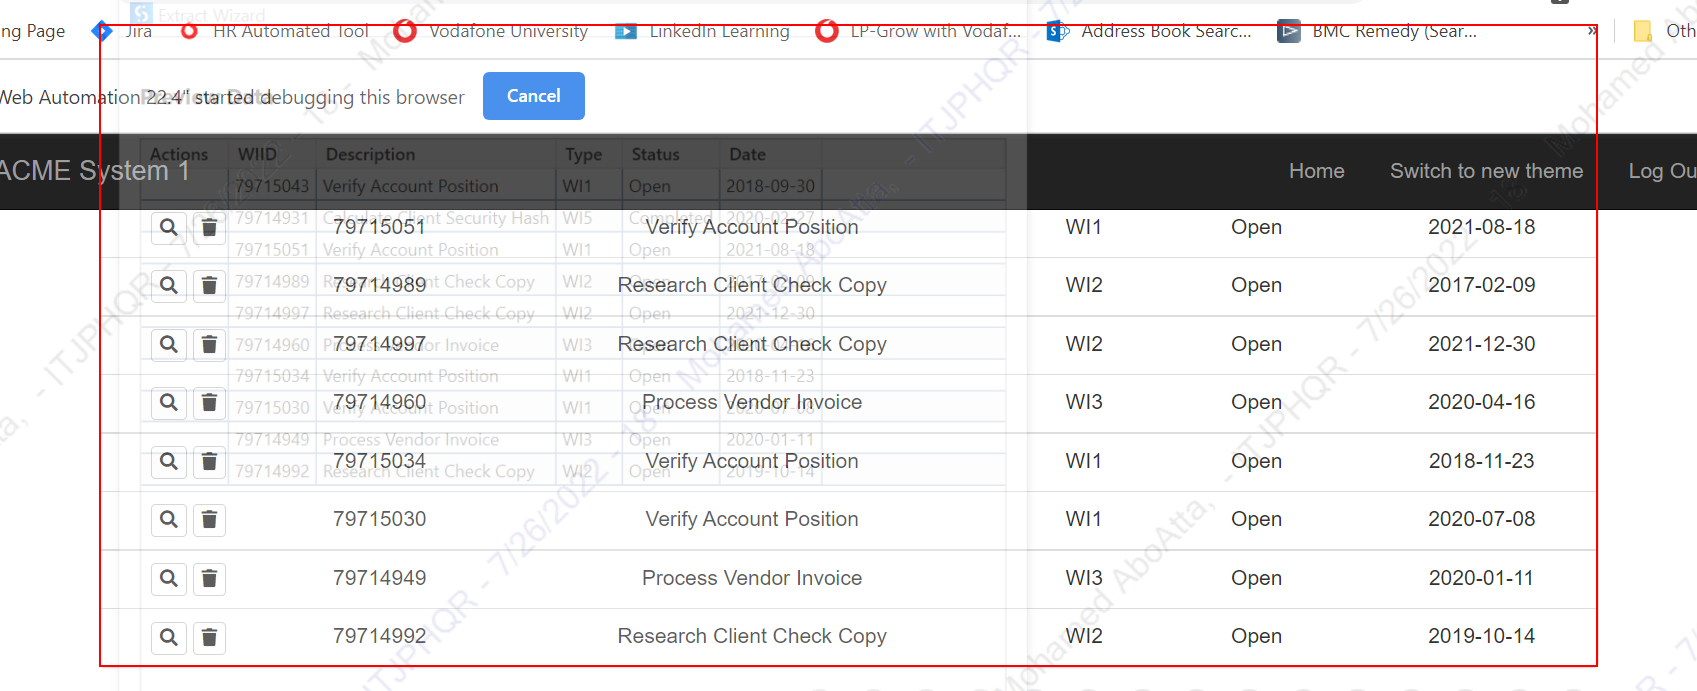 Extract Wizard
ng Page Jira HR Automated Tool Vodafone University LinkedIn Learning LP-Grow with Vodaf... Address Book Searc... BMC Remedy (Sear... » Oth
Web Automation 22.4" started debugging this browser Cancel
Preview Data
ACME System 1 Home Switch to new theme Log Ou
Actions WIID Description Type Status Date
79715043 Verify Account Position WI1 Open 2018-09-30
79714931 Calculate Client Security Hash WI5 Completed 2020-02-27
79715051 Verify Account Position WI1 Open 2021-08-18
79714989 Research Client Check Copy WI2 Open 2017-02-09
79714997 Research Client Check Copy WI2 Open 2021-12-30
79714960 Process Vendor Invoice WI3 Open 2020-04-16
79715034 Verify Account Position WI1 Open 2018-11-23
79715030 Verify Account Position WI1 Open 2020-07-08
79714949 Process Vendor Invoice WI3 Open 2020-01-11
79714992 Research Client Check Copy WI2 Open 2019-10-14
79715051 Verify Account Position WI1 Open 2021-08-18
79714989 Research Client Check Copy WI2 Open 2017-02-09
79714997 Research Client Check Copy WI2 Open 2021-12-30
79714960 Process Vendor Invoice WI3 Open 2020-04-16
79715034 Verify Account Position WI1 Open 2018-11-23
79715030 Verify Account Position WI1 Open 2020-07-08
79714949 Process Vendor Invoice WI3 Open 2020-01-11
79714992 Research Client Check Copy WI2 Open 2019-10-14
Mohamed AboAtta, - ITJPHQR - 7/26/2022 - 18